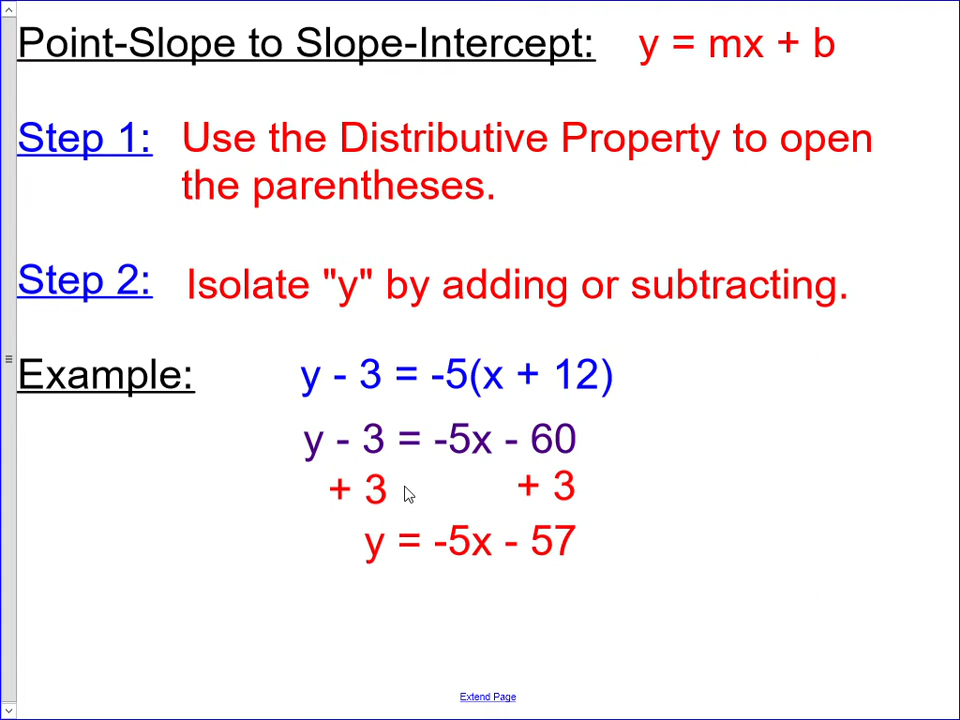 Point-Slope to Slope-Intercept: y = mx + b
Step 1: Use the Distributive Property to open
the parentheses.
Step 2: Isolate "y" by adding or subtracting.
Example: y - 3 = -5(x + 12)
y - 3 = -5x - 60
+ 3 + 3
y = -5x - 57
Extend Page